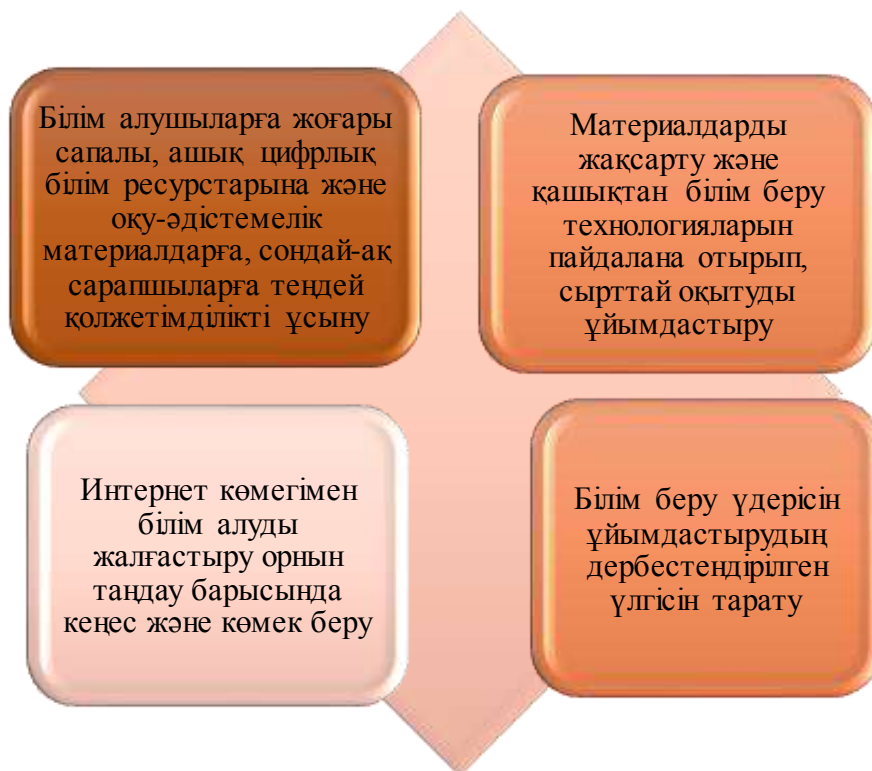 Білім алушыларға жоғары
сапалы, ашық цифрлық
білім ресурстарына және
оқу-әдістемелік
материалдарға, сондай-ақ
сарапшыларға теңдей
қолжетімділікті ұсыну
Материалдарды
жақсарту және
қашықтан білім беру
технологияларын
пайдалана отырып,
сырттай оқытуды
ұйымдастыру
Интернет көмегімен
білім алуды
жалғастыру орнын
таңдау барысында
кеңес және көмек беру
Білім беру үдерісін
ұйымдастырудың
дербестендірілген
үлгісін тарату